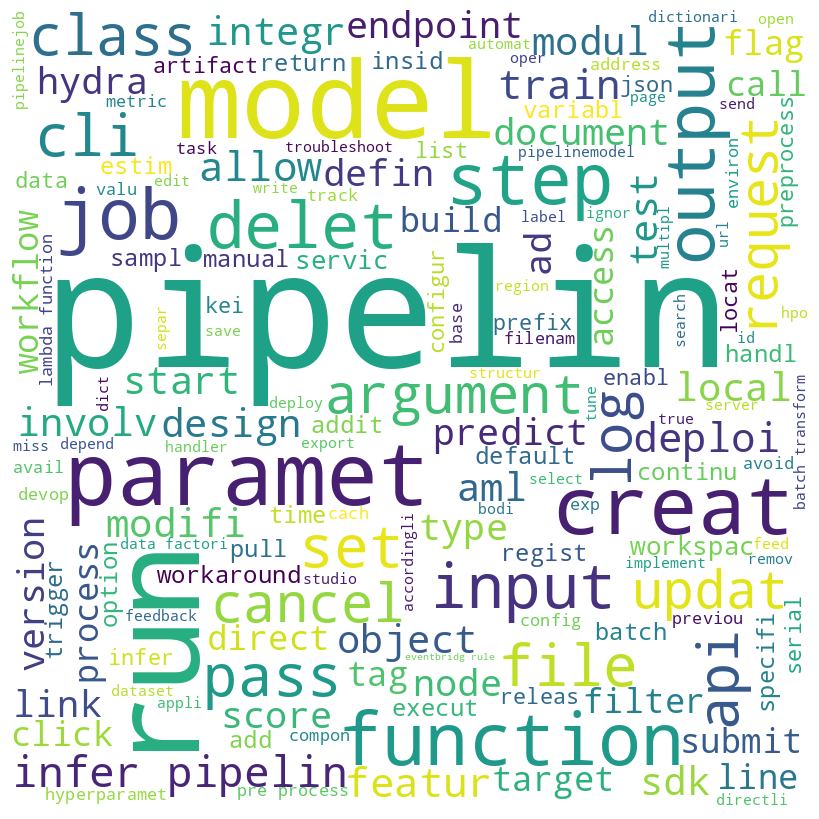 pipelinejob
class
integr
endpoint
dictionari
open
automat
modul
flag
hydra
artifact
return
insid
oper
address
metric
model
train
json
call
cli
variabl
page
send
task
troubleshoot
list
document
output
request
preprocess
estim
allow
defin
pipelinemodel
data
valu
edit
write
track
step
test
environ
job
delet
build
label
ignor
multipl
url
workflow
lambda function
sampl
manual
servic
configur
ad
access
locat
pipelin
region
hpo
separ
kei
save
base
prefix
filenam
search
id
handl
start
structur
enabl
local
dict
deploy
argument
tune
server
involv
design
addit
predict
log
deploi
true
miss
depend
handler
export
default
batch transform
avail
paramet
aml
select
continu
avoid
devop
creat
modifi
time
cach
type
bodi
exp
version
option
data factori
pull
set
accordingli
regist
workspac
feed
trigger
process
workaround
studio
input
implement
remov
run
cancel
updat
feedback
direct
object
config
batch
previou
serial
infer
eventbridg rule
file
api
specifi
dataset
pass
tag
node
link
appli
score
execut
releas
filter
click
add
compon
function
submit
infer pipelin
featur
target
sdk
line
hyperparamet
pre process
directli